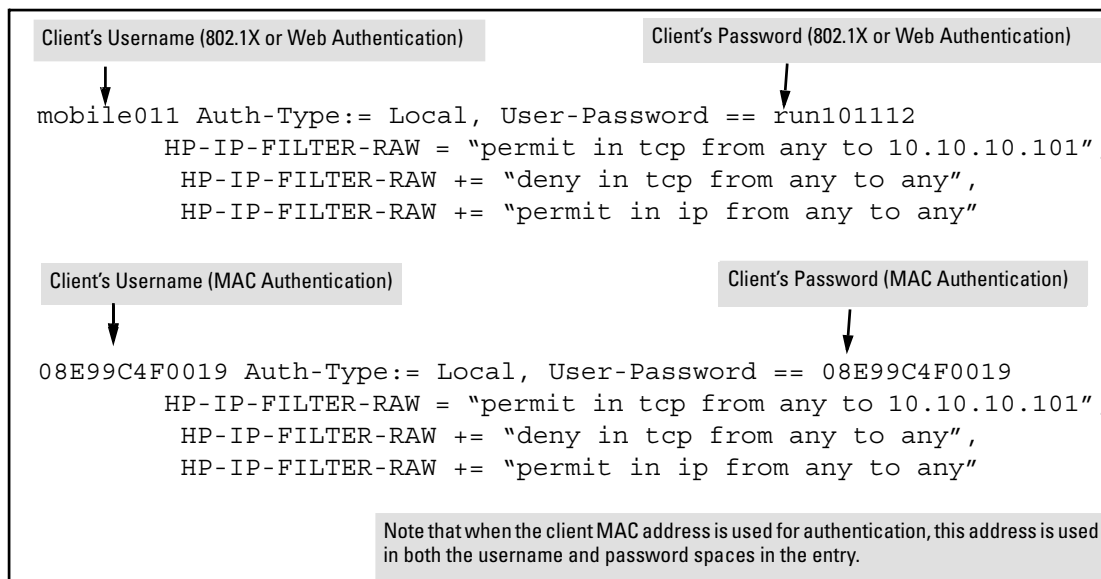 Client's Username (802.1X or Web Authentication)
Client's Password (802.1X or Web Authentication)
mobile011 Auth-Type:= Local, User-Password == run101112
HP-IP-FILTER-RAW = “permit in tcp from any to 10.10.10.101”,
HP-IP-FILTER-RAW += “deny in tcp from any to any”,
HP-IP-FILTER-RAW += “permit in ip from any to any”
Client's Username (MAC Authentication)
Client's Password (MAC Authentication)
08E99C4F0019 Auth-Type:= Local, User-Password == 08E99C4F0019
HP-IP-FILTER-RAW = “permit in tcp from any to 10.10.10.101”,
HP-IP-FILTER-RAW += “deny in tcp from any to any”,
HP-IP-FILTER-RAW += “permit in ip from any to any”
Note that when the client MAC address is used for authentication, this address is used
in both the username and password spaces in the entry.